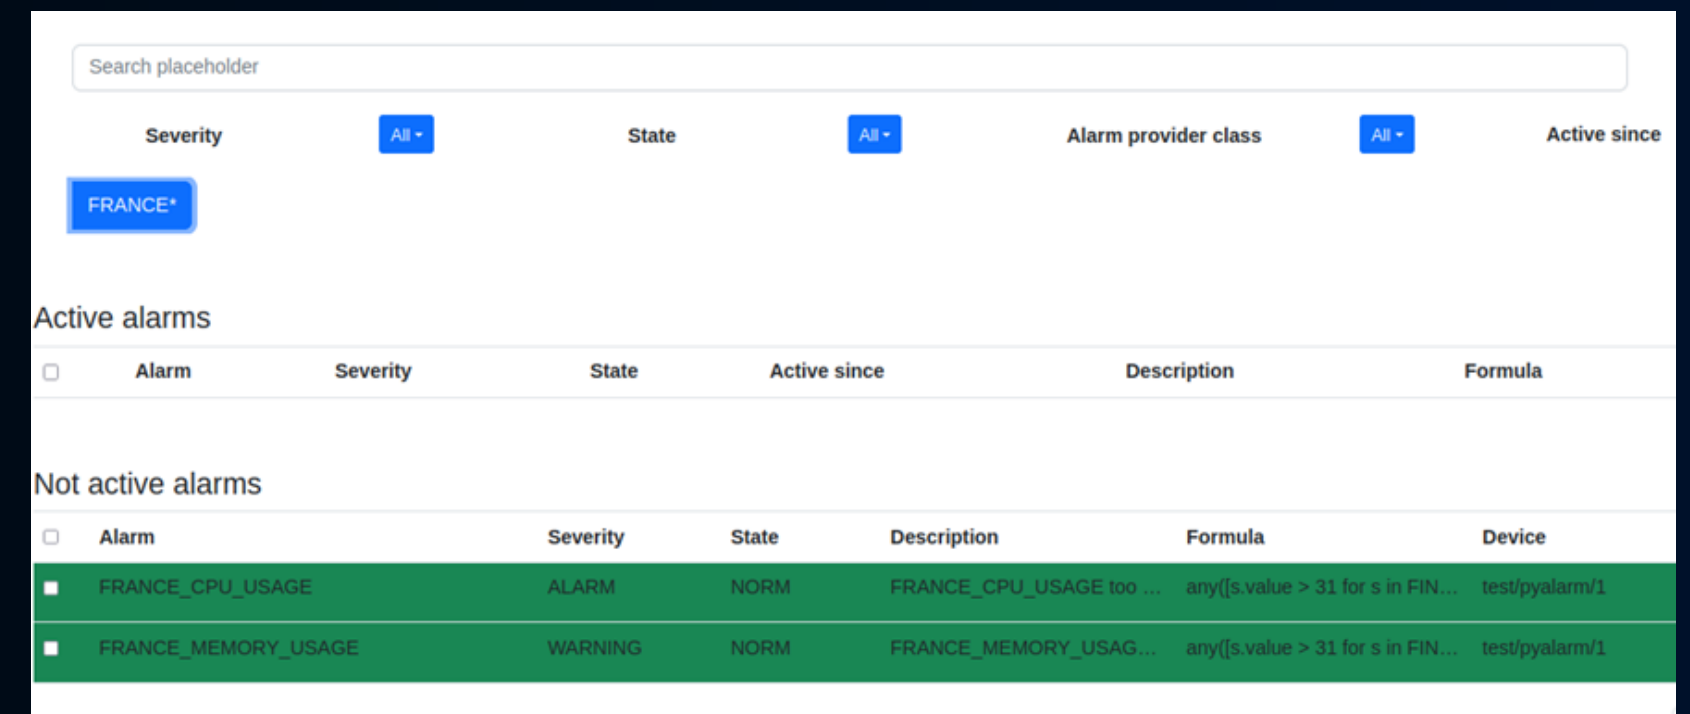 Search placeholder
Severity All State All Alarm provider class All Active since
FRANCE*
Active alarms
Alarm Severity State Active since Description Formula
Not active alarms
Alarm Severity State Description Formula Device
FRANCE_CPU_USAGE ALARM NORM FRANCE_CPU_USAGE too ... any([s.value > 31 for s in FIN... test/pyalarm/1
FRANCE_MEMORY_USAGE WARNING NORM FRANCE_MEMORY_USAG... any([s.value > 31 for s in FIN... test/pyalarm/1